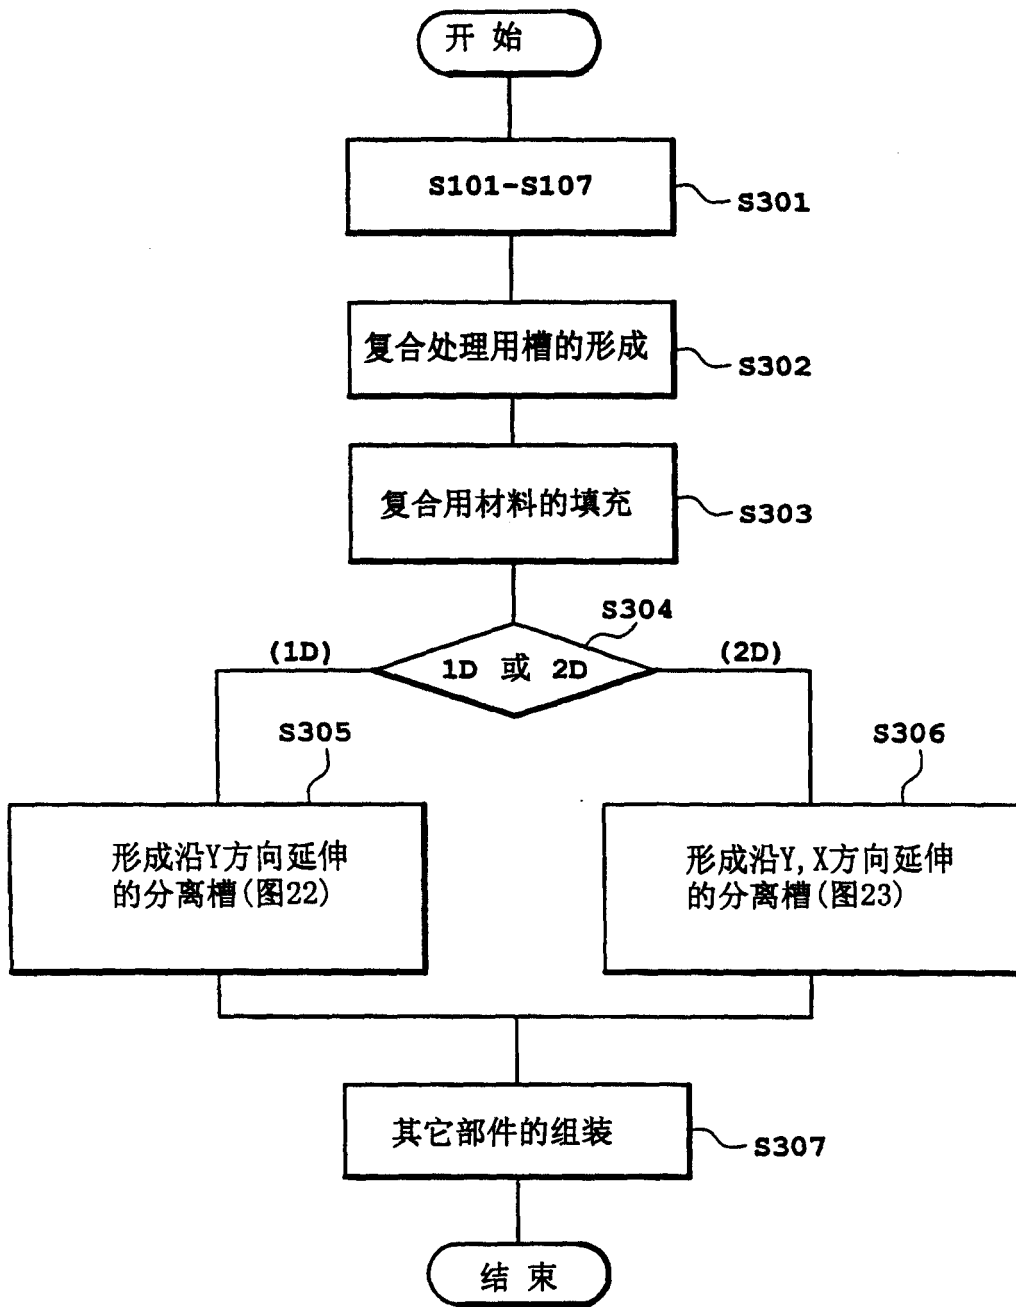 开 始
S101-S107
S301
复合处理用槽的形成
S302
复合用材料的填充
S303
S304
(1D)
1D 或 2D
(2D)
S305
S306
形成沿Y方向延伸
的分离槽(图22)
形成沿Y,X方向延伸
的分离槽(图23)
其它部件的组装
S307
结 束